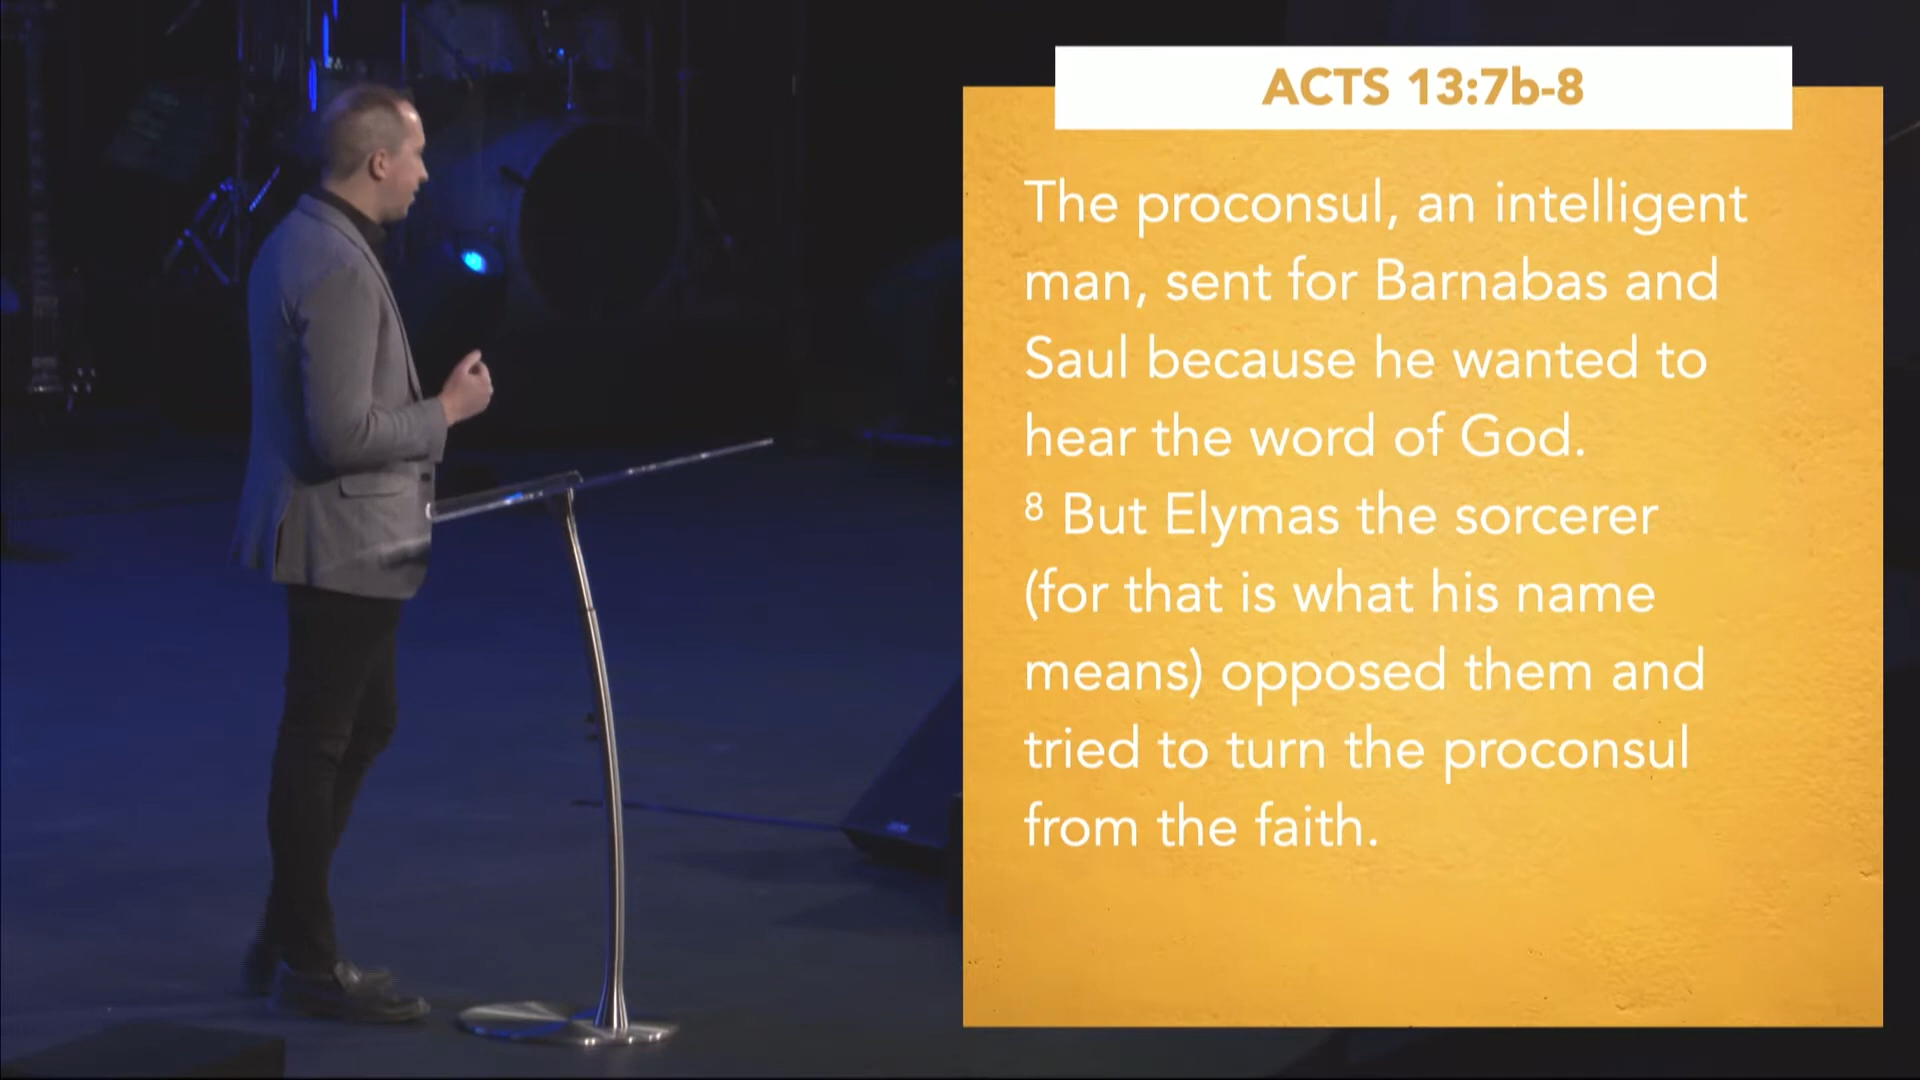 ACTS 13:7b-8
The proconsul, an intelligent
man, sent for Barnabas and
Saul because he wanted to
hear the word of God.
8 But Elymas the sorcerer
(for that is what his name
means) opposed them and
tried to turn the proconsul
from the faith.